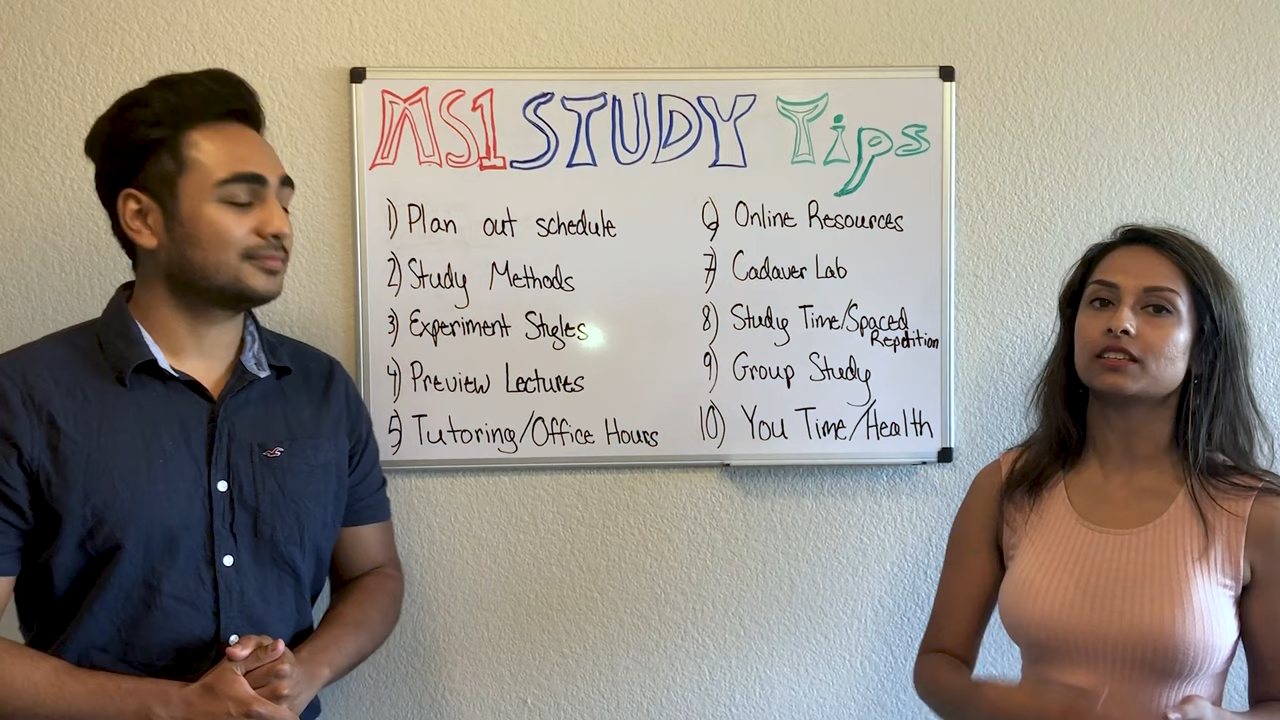 MS1 STUDY Tips
1) Plan out schedule
2) Study Methods
3) Experiment Styles
4) Preview Lectures
5) Tutoring/Office Hours
6) Online Resources
7) Cadaver Lab
8) Study Time/Spaced
Repetition
9) Group Study
10) You Time/Health